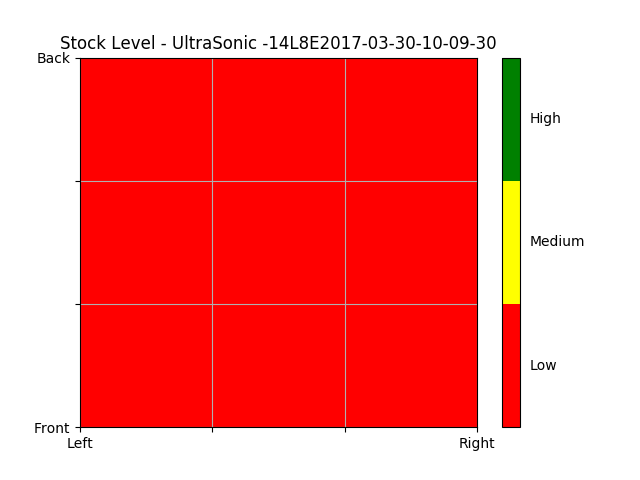 Stock Level - UltraSonic -14L8E2017-03-30-10-09-30
Back
High
Medium
Low
Front
Left
Right